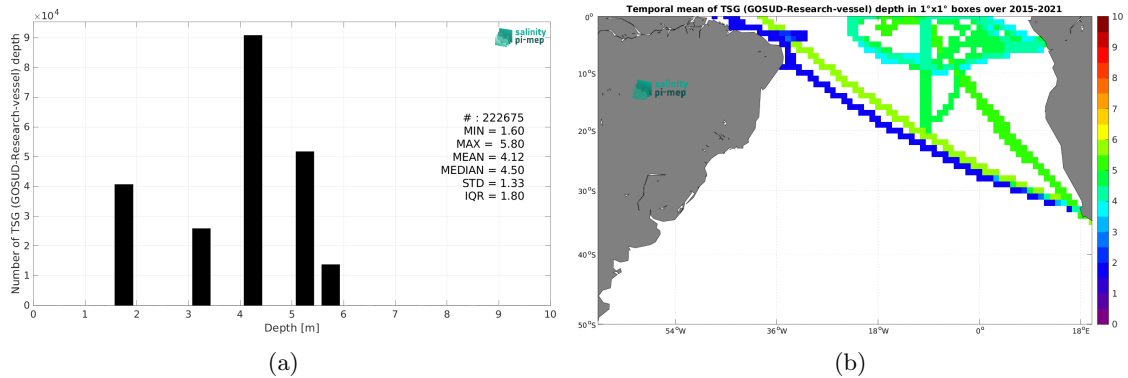 ×10⁴
9
8
7
6
5
4
3
2
1
0
Number of TSG (GOSUD-Research-vessel) depth
salinity
pi-mep
# : 222675
MIN = 1.60
MAX = 5.80
MEAN = 4.12
MEDIAN = 4.50
STD = 1.33
IQR = 1.80
0 1 2 3 4 5 6 7 8 9 10
Depth [m]
(a)
Temporal mean of TSG (GOSUD-Research-vessel) depth in 1°x1° boxes over 2015-2021
0°
10°S
20°S
30°S
40°S
50°S
salinity
pi-mep
54°W 36°W 18°W 0° 18°E
10
9
8
7
6
5
4
3
2
1
0
(b)